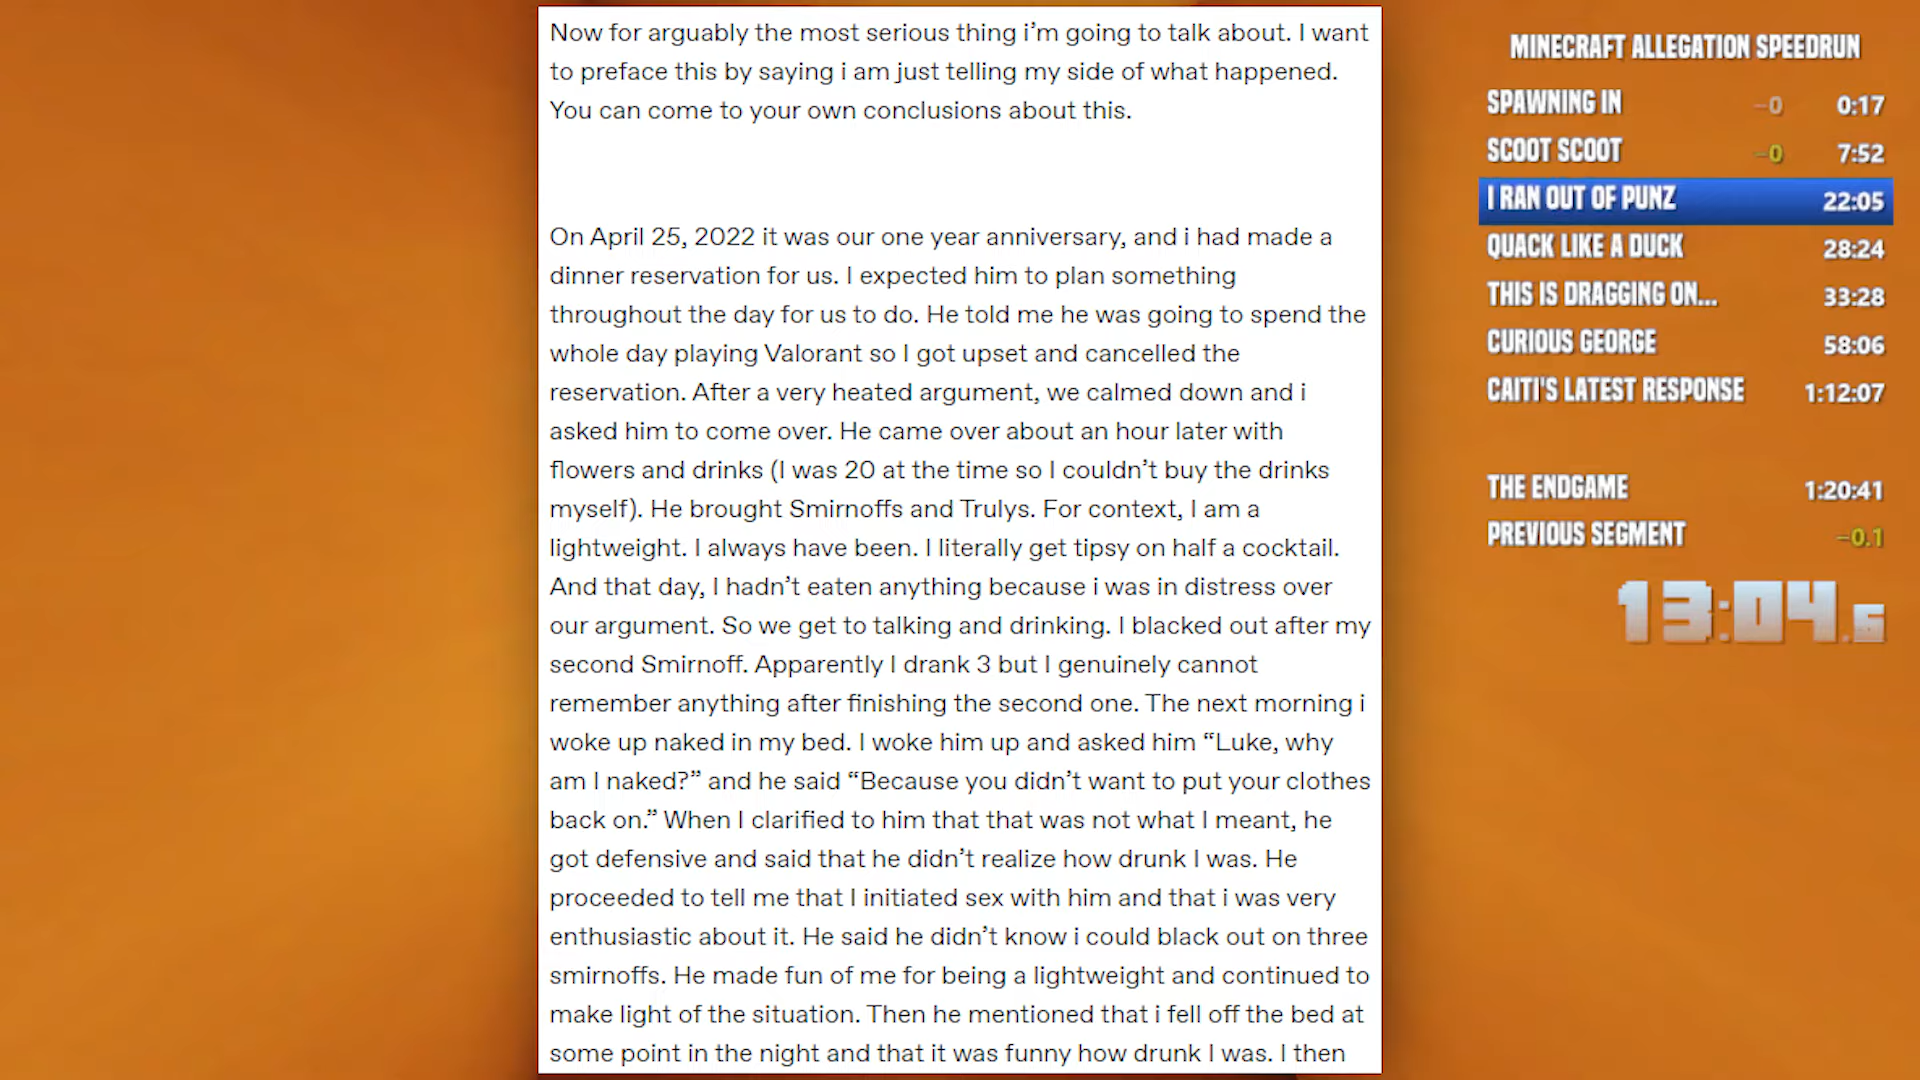 Now for arguably the most serious thing i'm going to talk about. I want
to preface this by saying i am just telling my side of what happened.
You can come to your own conclusions about this.
On April 25, 2022 it was our one year anniversary, and i had made a
dinner reservation for us. I expected him to plan something
throughout the day for us to do. He told me he was going to spend the
whole day playing Valorant so I got upset and cancelled the
reservation. After a very heated argument, we calmed down and i
asked him to come over. He came over about an hour later with
flowers and drinks (I was 20 at the time so I couldn't buy the drinks
myself). He brought Smirnoffs and Trulys. For context, I am a
lightweight. I always have been. I literally get tipsy on half a cocktail.
And that day, I hadn't eaten anything because i was in distress over
our argument. So we get to talking and drinking. I blacked out after my
second Smirnoff. Apparently I drank 3 but I genuinely cannot
remember anything after finishing the second one. The next morning i
woke up naked in my bed. I woke him up and asked him “Luke, why
am I naked?” and he said “Because you didn't want to put your clothes
back on.” When I clarified to him that that was not what I meant, he
got defensive and said that he didn't realize how drunk I was. He
proceeded to tell me that I initiated sex with him and that i was very
enthusiastic about it. He said he didn't know i could black out on three
smirnoffs. He made fun of me for being a lightweight and continued to
make light of the situation. Then he mentioned that i fell off the bed at
some point in the night and that it was funny how drunk I was. I then
MINECRAFT ALLEGATION SPEEDRUN
SPAWNING IN -0 0:17
SCOOT SCOOT -0 7:52
I RAN OUT OF PUNZ 22:05
QUACK LIKE A DUCK 28:24
THIS IS DRAGGING ON... 33:28
CURIOUS GEORGE 58:06
CAITI'S LATEST RESPONSE 1:12:07
THE ENDGAME 1:20:41
PREVIOUS SEGMENT -0.1
13:04.5